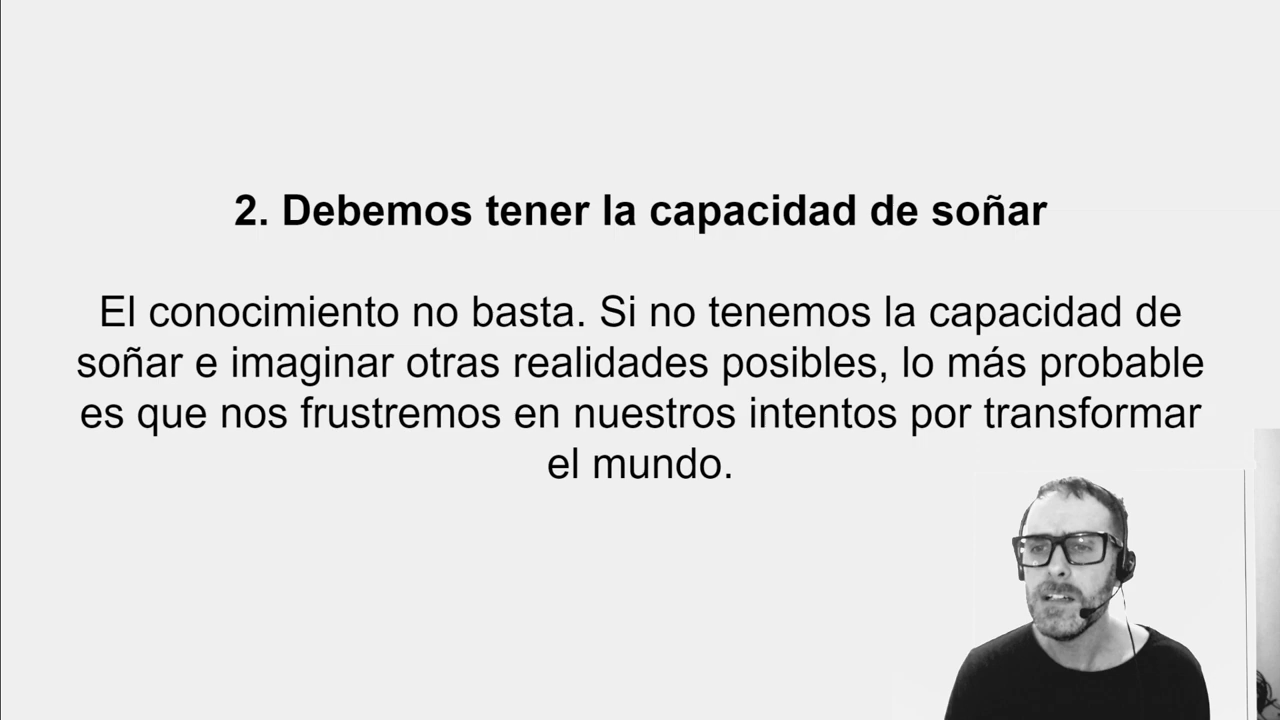 2. Debemos tener la capacidad de soñar
El conocimiento no basta. Si no tenemos la capacidad de
soñar e imaginar otras realidades posibles, lo más probable
es que nos frustremos en nuestros intentos por transformar
el mundo.